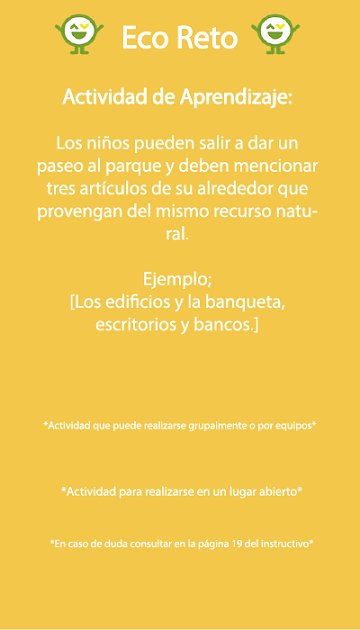 Eco Reto
Actividad de Aprendizaje:
Los niños pueden salir a dar un
paseo al parque y deben mencionar
tres artículos de su alrededor que
provengan del mismo recurso natu-
ral.
Ejemplo;
[Los edificios y la banqueta,
escritorios y bancos.]
*Actividad que puede realizarse grupalmente o por equipos*
*Actividad para realizarse en un lugar abierto*
*En caso de duda consultar en la página 19 del instructivo*